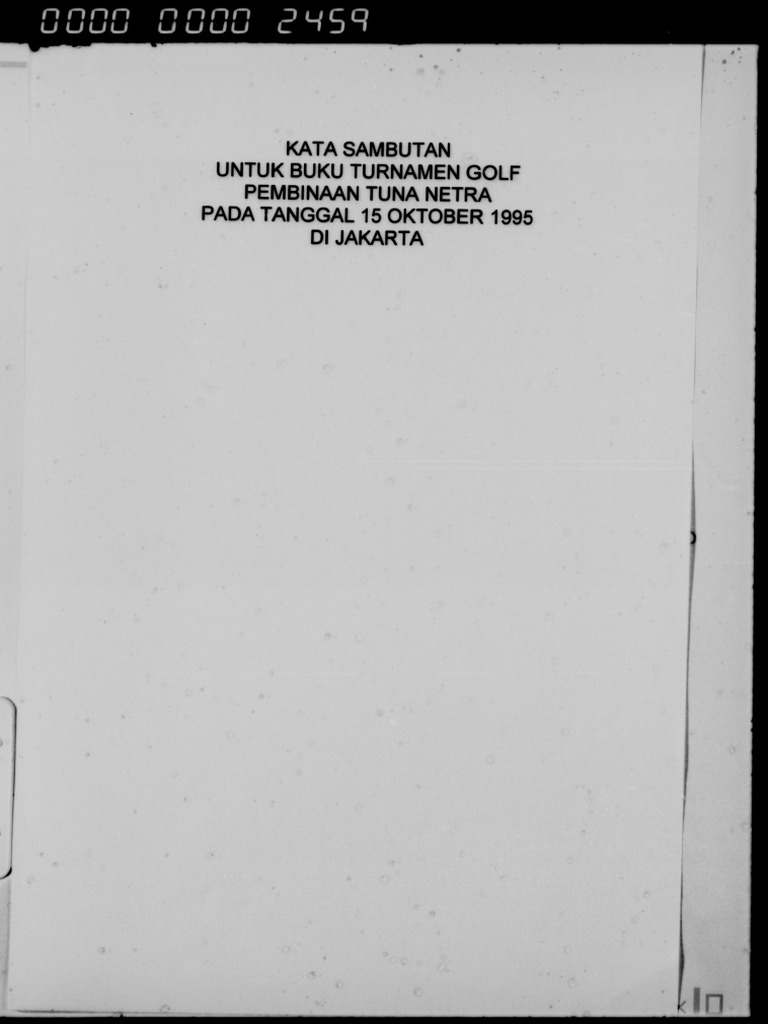 0000 0000 2459
KATA SAMBUTAN
UNTUK BUKU TURNAMEN GOLF
PEMBINAAN TUNA NETRA
PADA TANGGAL 15 OKTOBER 1995
DI JAKARTA